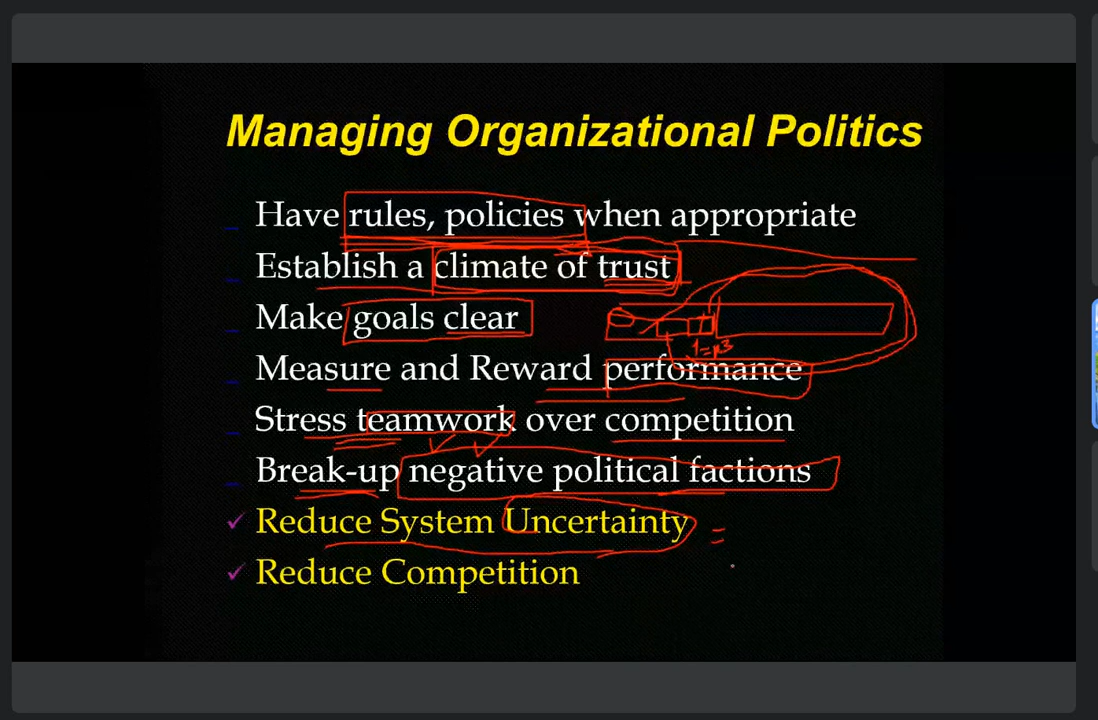 Managing Organizational Politics
Have rules, policies when appropriate
Establish a climate of trust
Make goals clear
Measure and Reward performance
Stress teamwork over competition
Break-up negative political factions
Reduce System Uncertainty
Reduce Competition